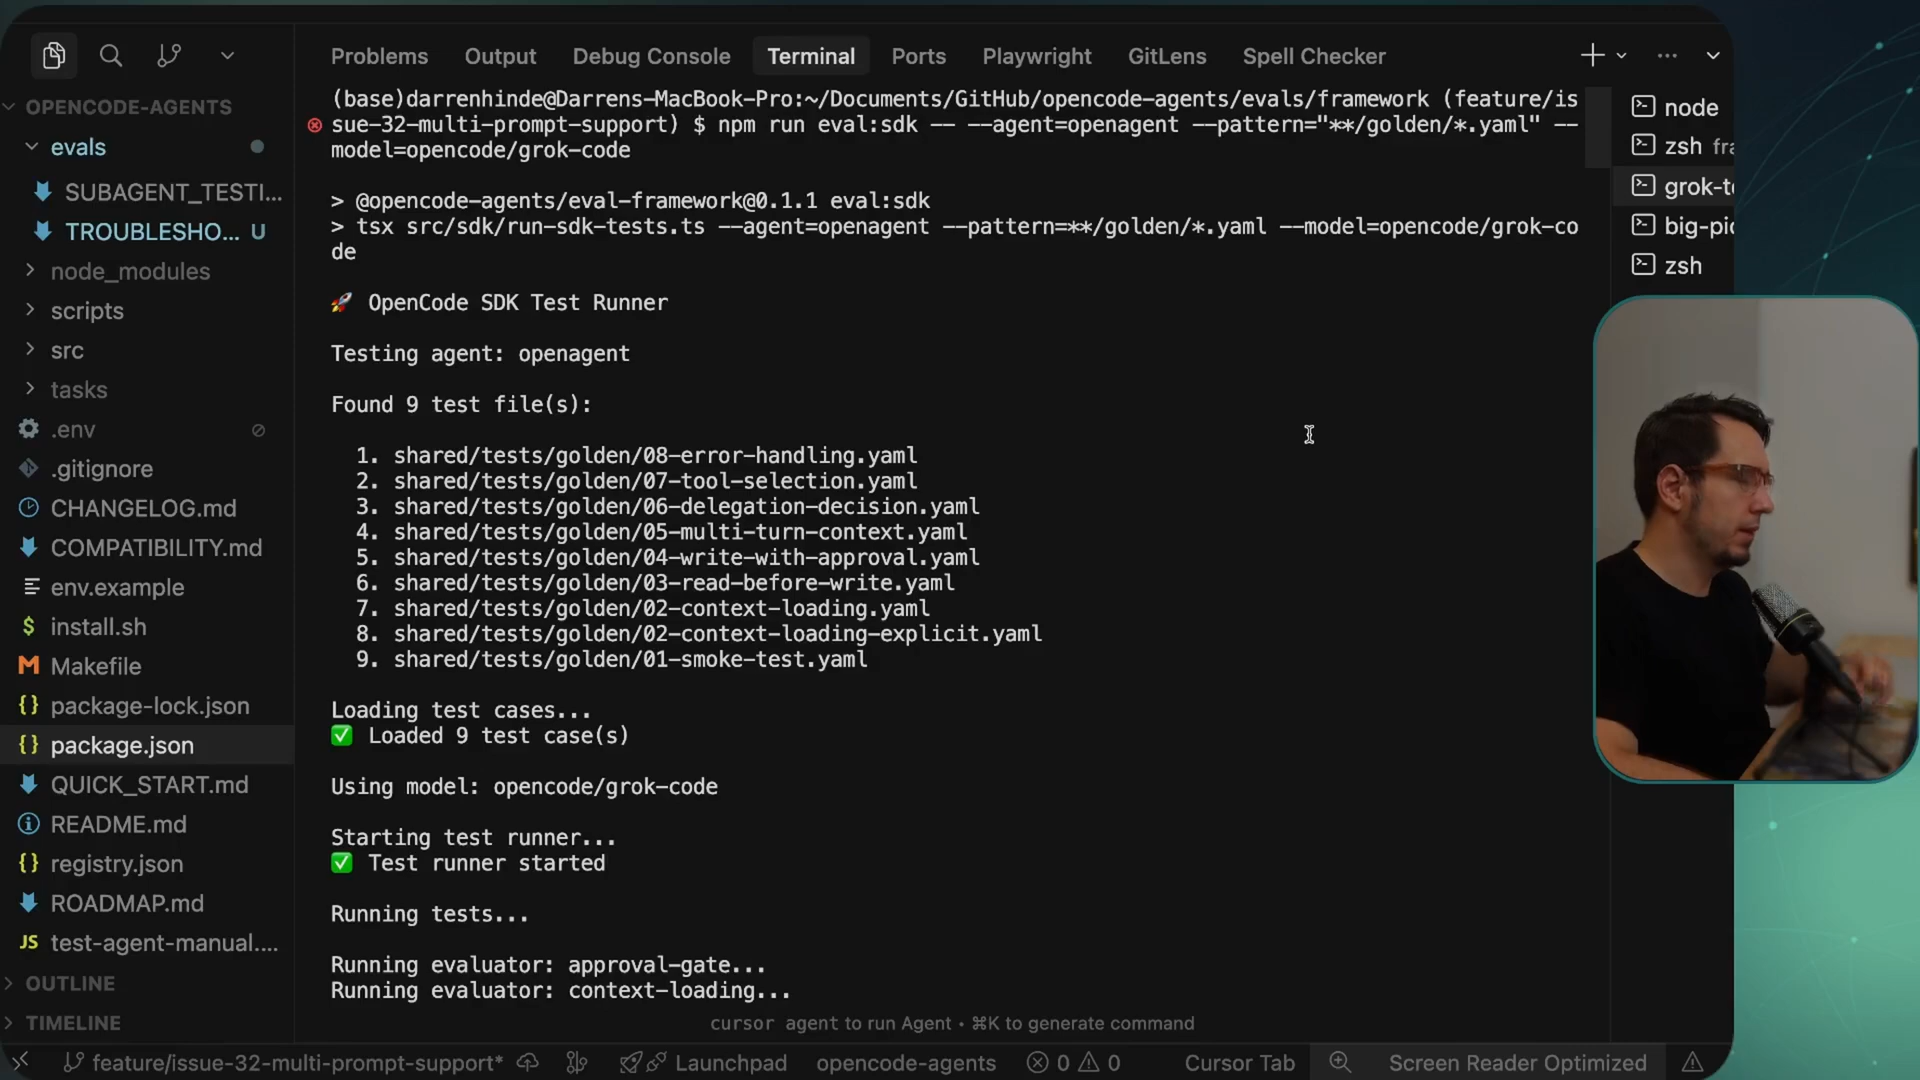 Problems Output Debug Console Terminal Ports Playwright GitLens Spell Checker
OPENCODE-AGENTS
evals
SUBAGENT_TESTI...
TROUBLESHO... U
node_modules
scripts
src
tasks
.env
.gitignore
CHANGELOG.md
COMPATIBILITY.md
env.example
install.sh
Makefile
package-lock.json
package.json
QUICK_START.md
README.md
registry.json
ROADMAP.md
JS test-agent-manual....
OUTLINE
TIMELINE
(base)darrenhinde@Darrens-MacBook-Pro:~/Documents/GitHub/opencode-agents/evals/framework (feature/is
sue-32-multi-prompt-support) $ npm run eval:sdk -- --agent=openagent --pattern="**/golden/*.yaml" --
model=opencode/grok-code
> @opencode-agents/eval-framework@0.1.1 eval:sdk
> tsx src/sdk/run-sdk-tests.ts --agent=openagent --pattern=**/golden/*.yaml --model=opencode/grok-co
de
🚀 OpenCode SDK Test Runner
Testing agent: openagent
Found 9 test file(s):
1. shared/tests/golden/08-error-handling.yaml
2. shared/tests/golden/07-tool-selection.yaml
3. shared/tests/golden/06-delegation-decision.yaml
4. shared/tests/golden/05-multi-turn-context.yaml
5. shared/tests/golden/04-write-with-approval.yaml
6. shared/tests/golden/03-read-before-write.yaml
7. shared/tests/golden/02-context-loading.yaml
8. shared/tests/golden/02-context-loading-explicit.yaml
9. shared/tests/golden/01-smoke-test.yaml
Loading test cases...
✅ Loaded 9 test case(s)
Using model: opencode/grok-code
Starting test runner...
✅ Test runner started
Running tests...
Running evaluator: approval-gate...
Running evaluator: context-loading...
cursor agent to run Agent • ⌘K to generate command
node
zsh fra
grok-te
big-pic
zsh
feature/issue-32-multi-prompt-support* Launchpad opencode-agents 0 0 Cursor Tab Screen Reader Optimized